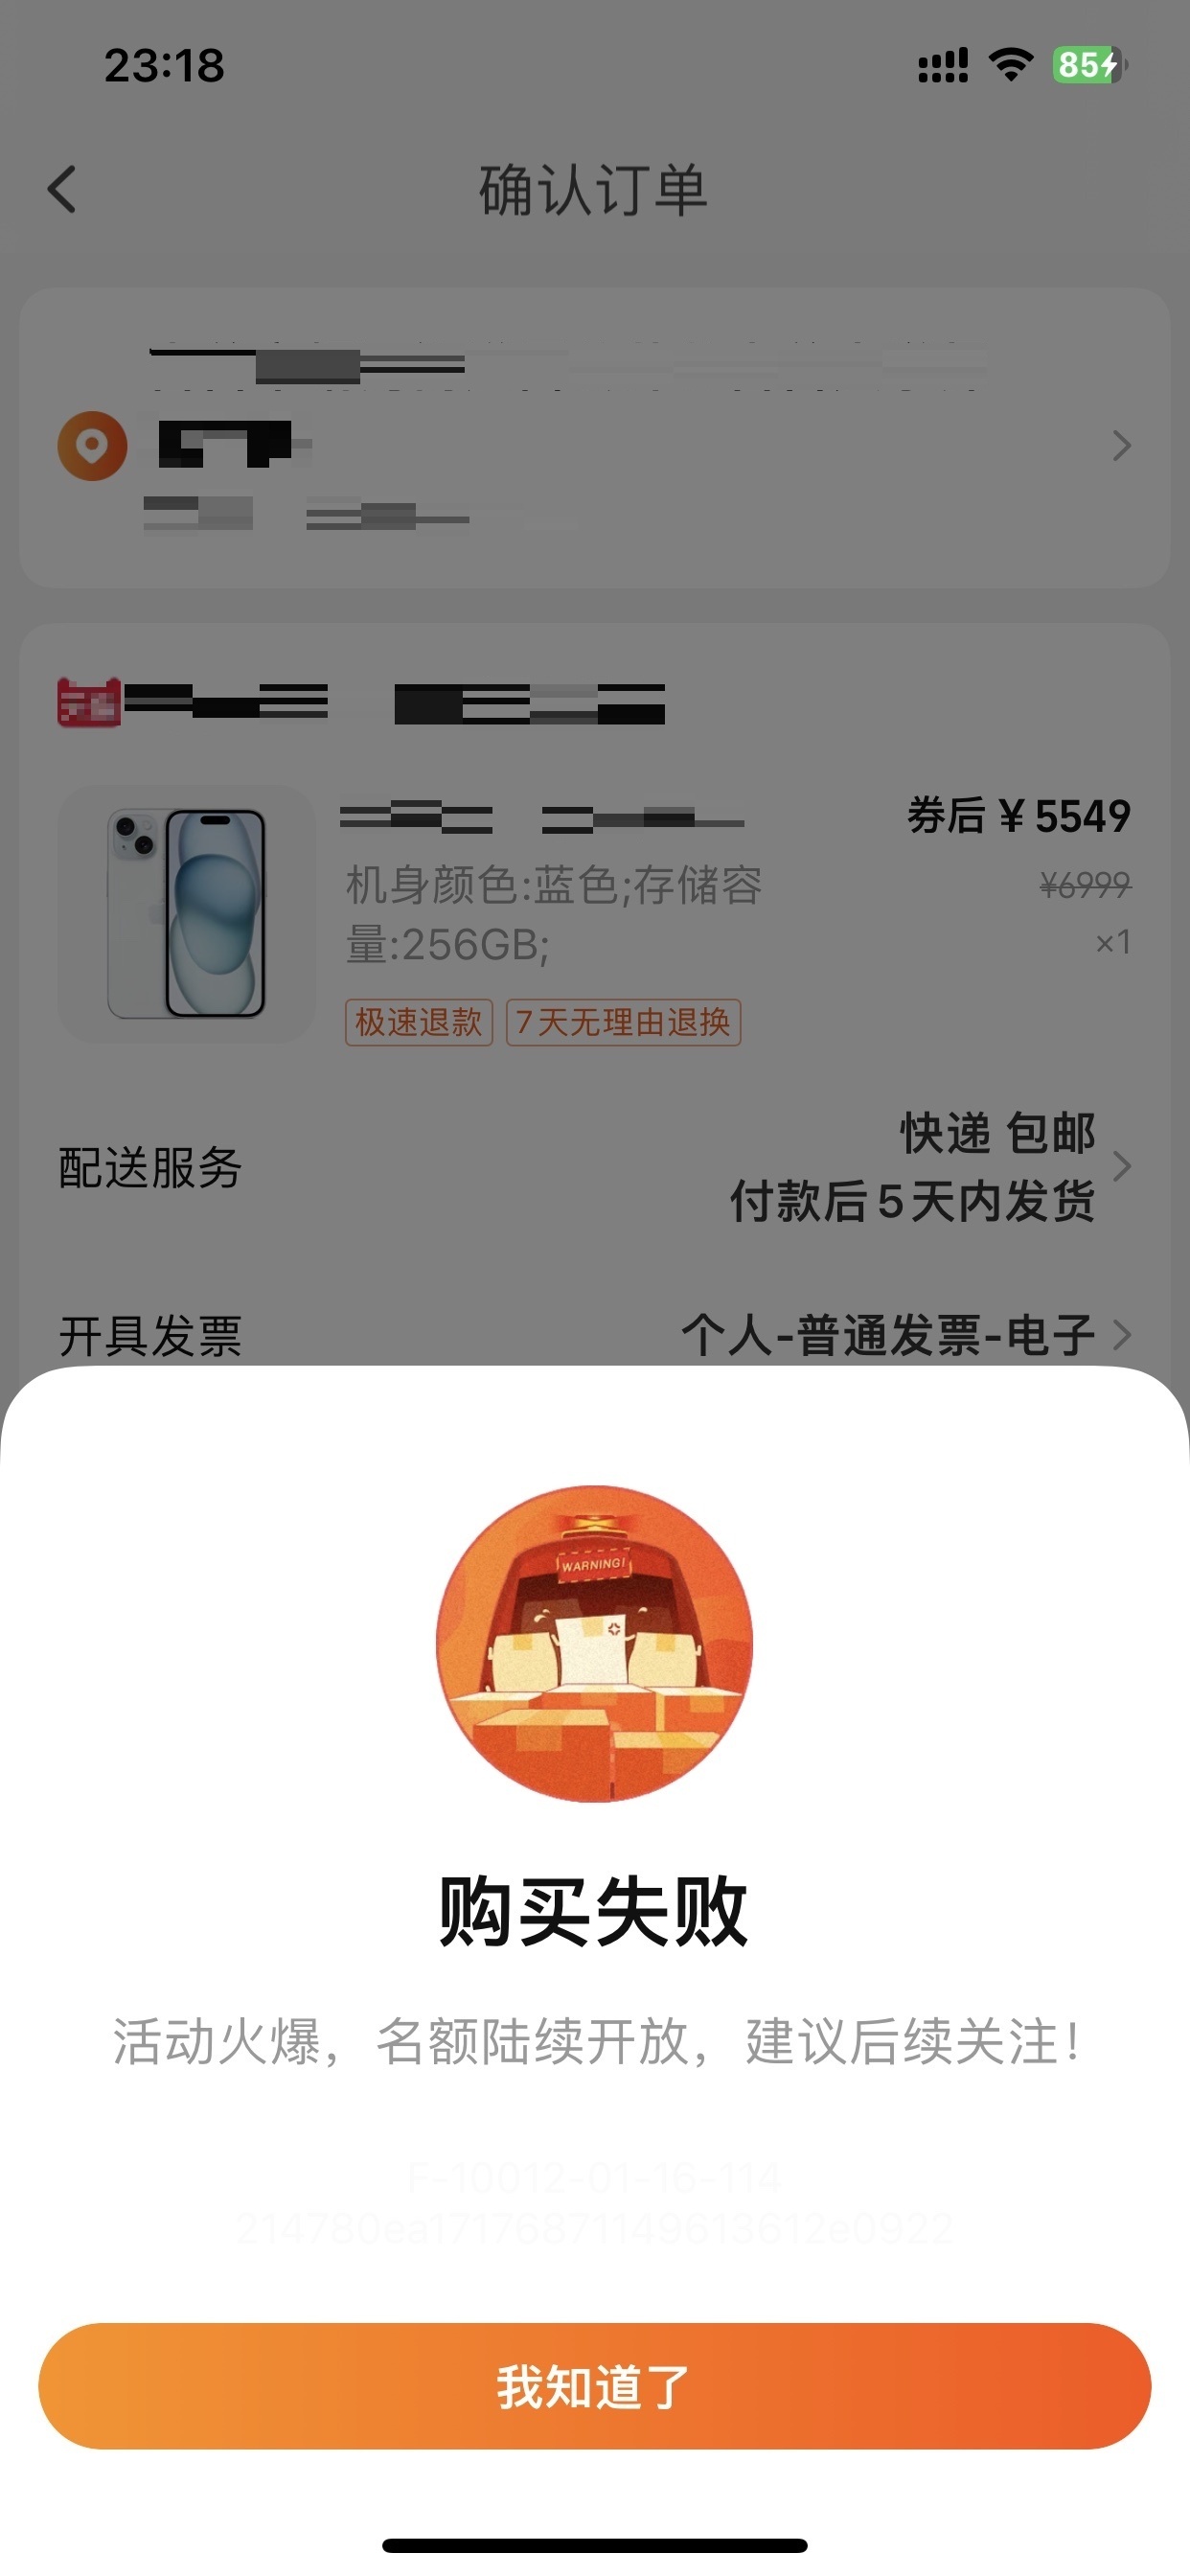 23:18
85
确认订单
券后 ¥ 5549
机身颜色:蓝色;存储容
¥6999
量:256GB;
×1
极速退款 7天无理由退换
快递 包邮
配送服务
付款后5天内发货
开具发票
个人-普通发票-电子
WARNING!
购买失败
活动火爆，名额陆续开放，建议后续关注！
F-10012-01-16-114
214780ea17176871149613612e0922
我知道了